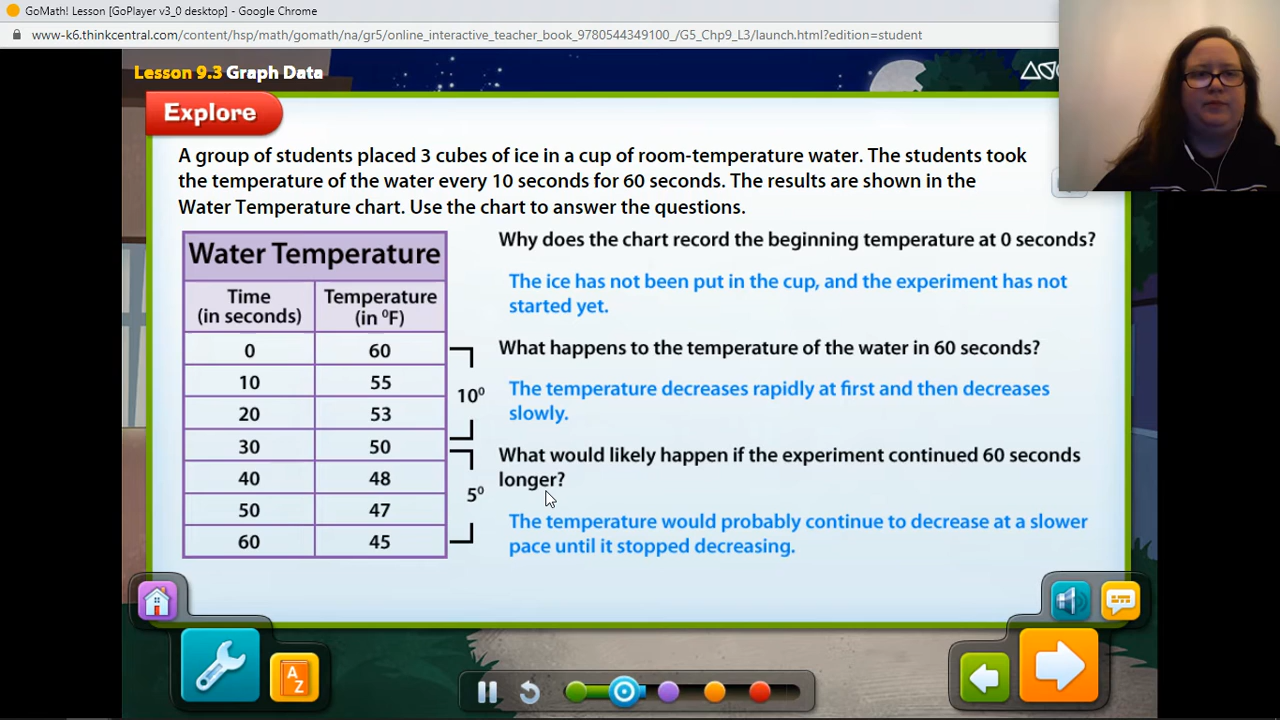 GoMath! Lesson [GoPlayer v3_0 desktop] - Google Chrome
www-k6.thinkcentral.com/content/hsp/math/gomath/na/gr5/online_interactive_teacher_book_9780544349100_/G5_Chp9_L3/launch.html?edition=student
Lesson 9.3 Graph Data
Explore
A group of students placed 3 cubes of ice in a cup of room-temperature water. The students took
the temperature of the water every 10 seconds for 60 seconds. The results are shown in the
Water Temperature chart. Use the chart to answer the questions.
Water Temperature
Time (in seconds) Temperature (in ⁰F)
0 60
10 55
20 53
30 50
40 48
50 47
60 45
10⁰
5⁰
Why does the chart record the beginning temperature at 0 seconds?
The ice has not been put in the cup, and the experiment has not
started yet.
What happens to the temperature of the water in 60 seconds?
The temperature decreases rapidly at first and then decreases
slowly.
What would likely happen if the experiment continued 60 seconds
longer?
The temperature would probably continue to decrease at a slower
pace until it stopped decreasing.
A
Z